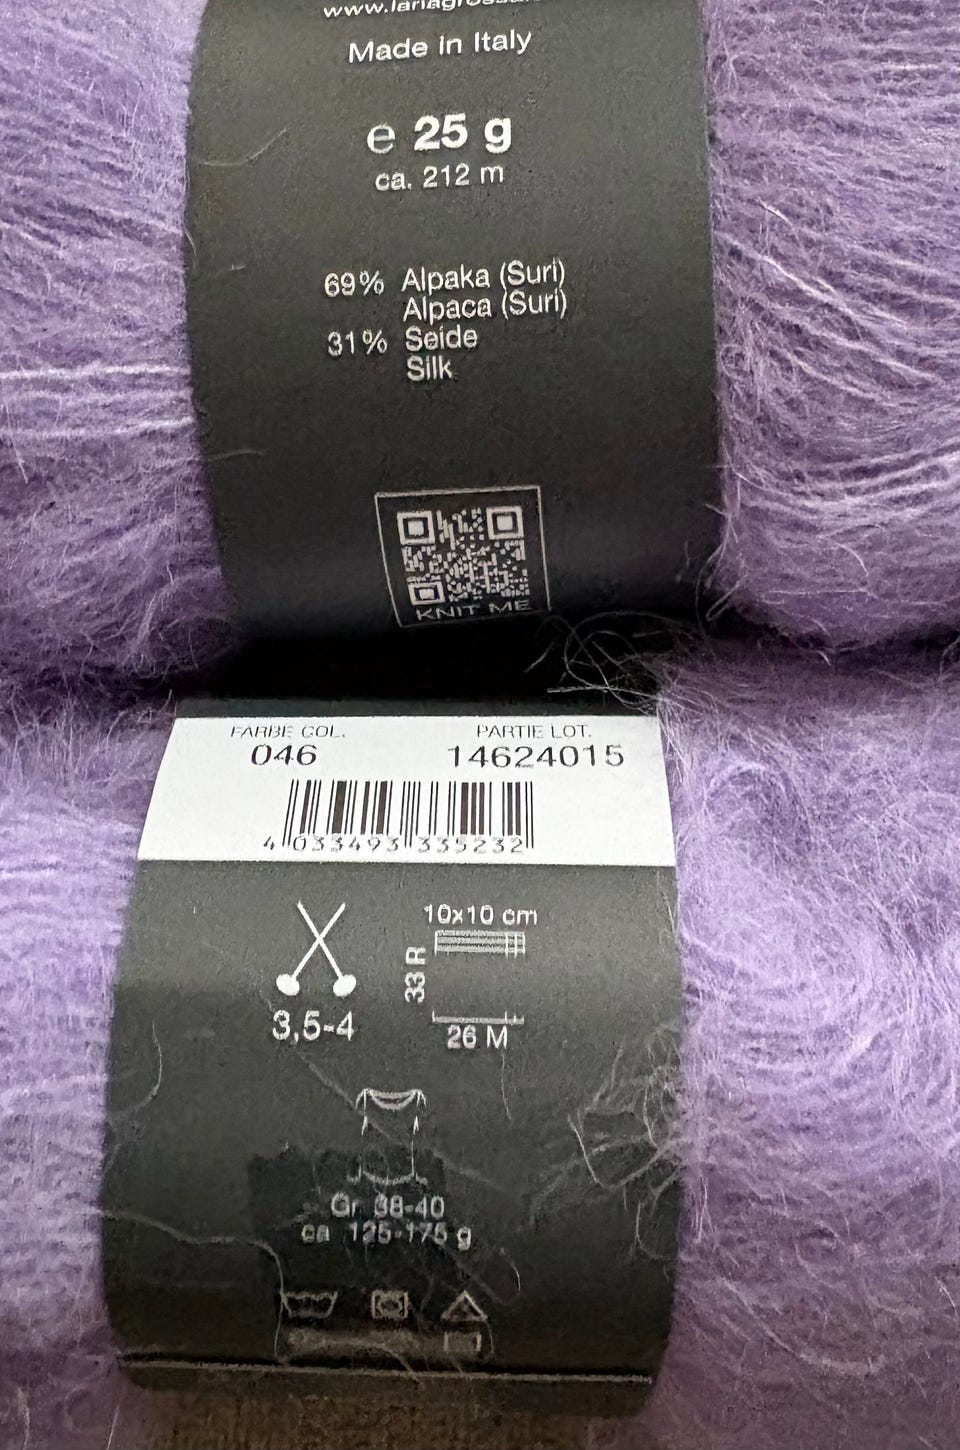 Made in Italy
e 25 g
ca. 212 m
69% Alpaka (Suri)
Alpaca (Suri)
31% Seide
Silk
KNIT ME
FARBE COL. PARTIE LOT.
046 14624015
4 033493 335232
10x10 cm
33 R
3,5-4 26 M
Gr. 38-40
ca. 125-175 g